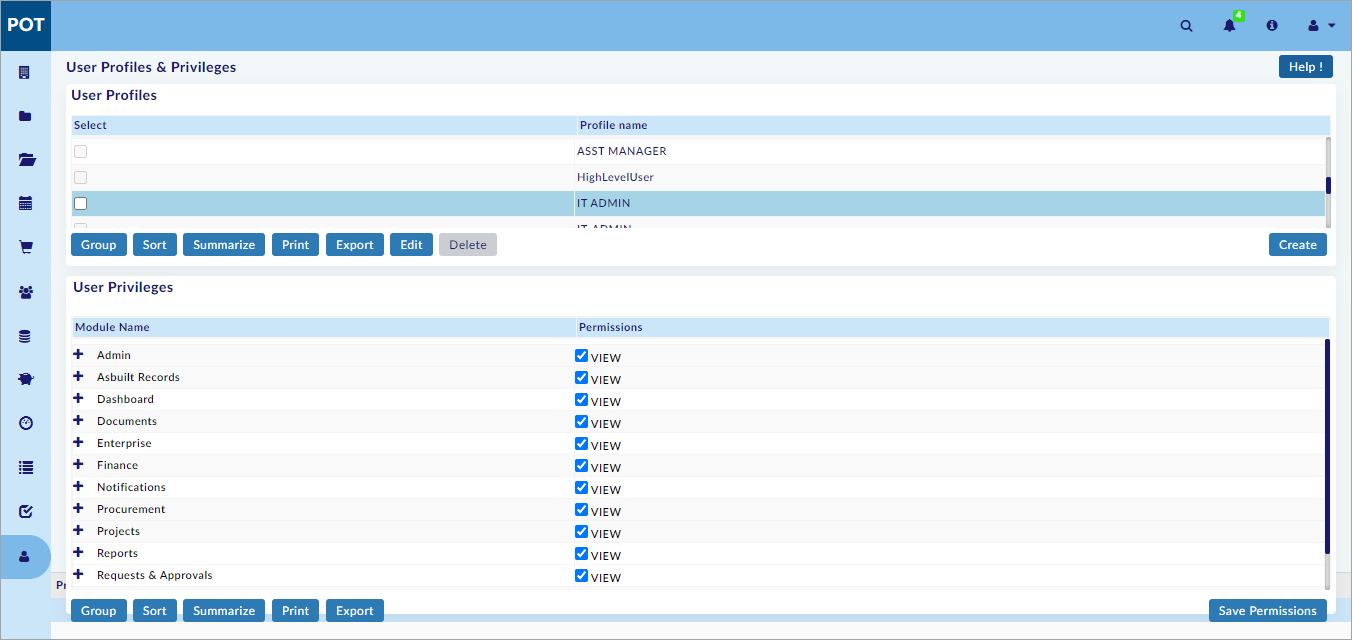 POT
4
User Profiles & Privileges
Help !
User Profiles
Select Profile name
ASST MANAGER
HighLevelUser
IT ADMIN
IT ADMIN
Group Sort Summarize Print Export Edit Delete Create
User Privileges
Module Name Permissions
Admin VIEW
Asbuilt Records VIEW
Dashboard VIEW
Documents VIEW
Enterprise VIEW
Finance VIEW
Notifications VIEW
Procurement VIEW
Projects VIEW
Reports VIEW
Requests & Approvals VIEW
Group Sort Summarize Print Export Save Permissions